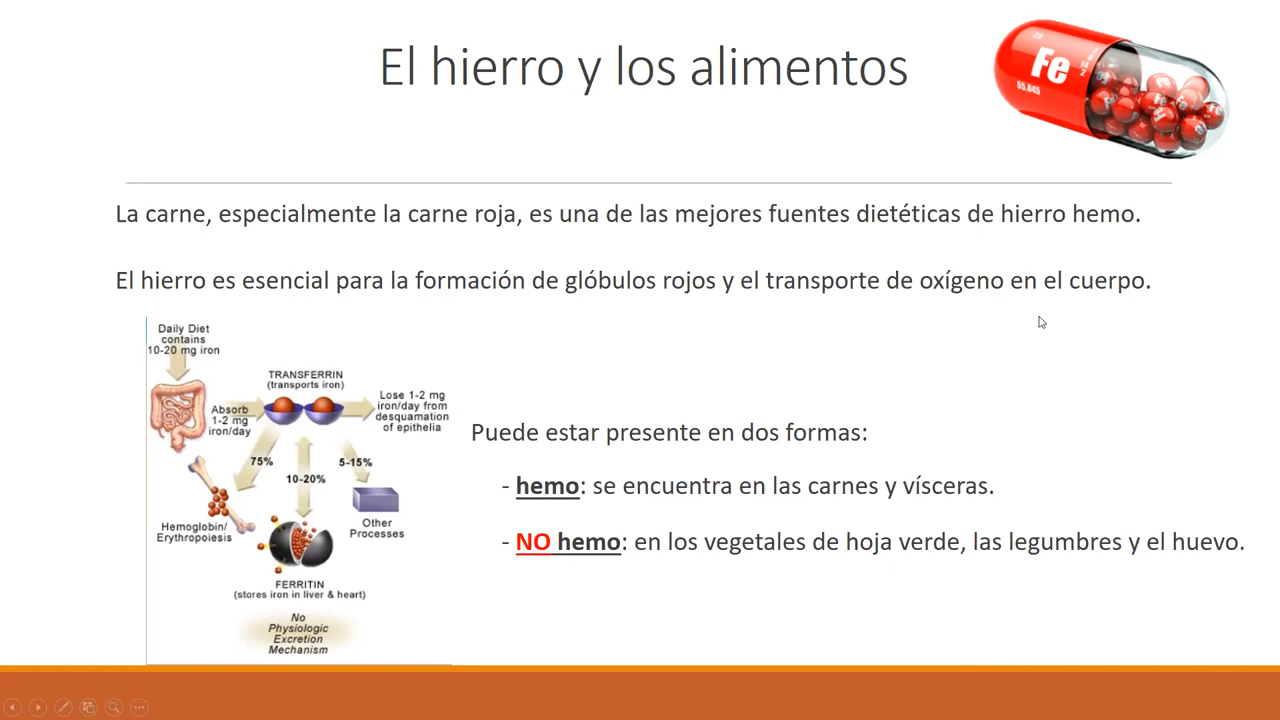 El hierro y los alimentos
26
Fe
55.845
La carne, especialmente la carne roja, es una de las mejores fuentes dietéticas de hierro hemo.
El hierro es esencial para la formación de glóbulos rojos y el transporte de oxígeno en el cuerpo.
Daily Diet
contains
10-20 mg iron
TRANSFERRIN
(transports iron)
Absorb
1-2 mg
iron/day
Lose 1-2 mg
iron/day from
desquamation
of epithelia
75%
10-20%
5-15%
Hemoglobin/
Erythropoiesis
Other
Processes
FERRITIN
(stores iron in liver & heart)
No
Physiologic
Excretion
Mechanism
Puede estar presente en dos formas:
- hemo: se encuentra en las carnes y vísceras.
- NO hemo: en los vegetales de hoja verde, las legumbres y el huevo.